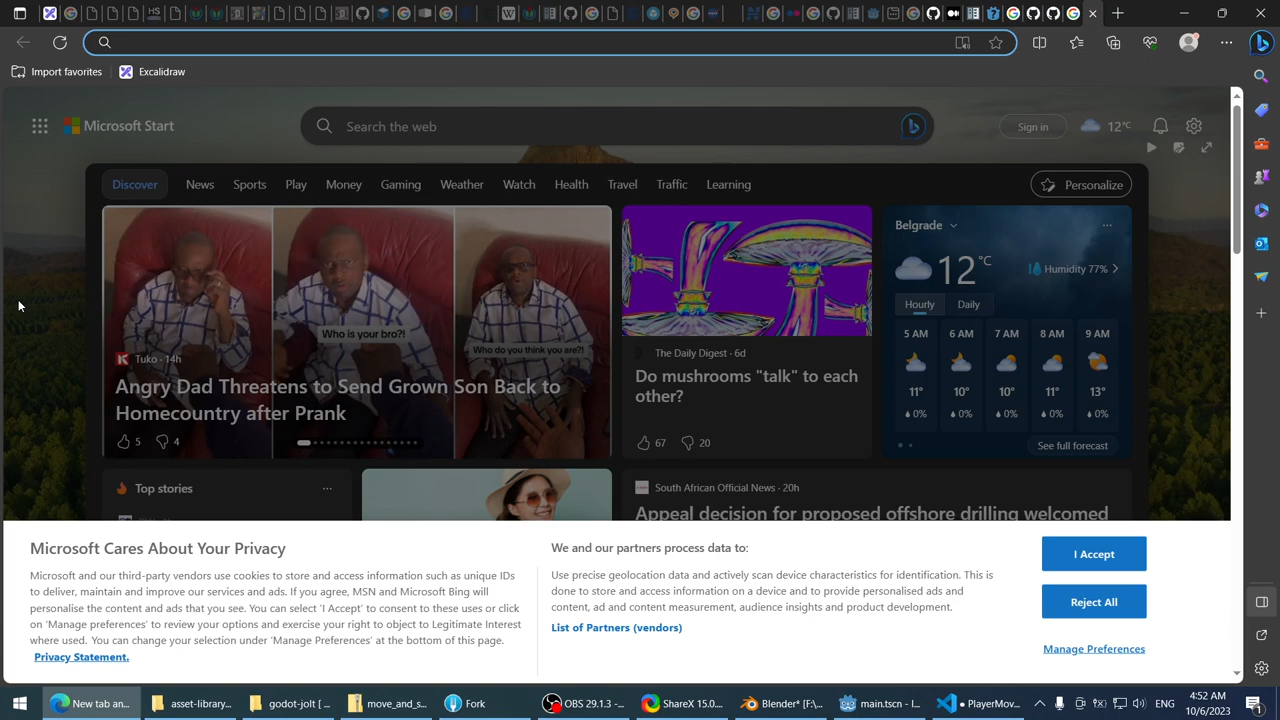 Import favorites
Excalidraw
Microsoft Start
Search the web
Sign in
12°C
Discover
News
Sports
Play
Money
Gaming
Weather
Watch
Health
Travel
Traffic
Learning
Personalize
Who is your bro?!
Who do you think you are?!
Tuko · 14h
Angry Dad Threatens to Send Grown Son Back to
Homecountry after Prank
5
4
The Daily Digest · 6d
Do mushrooms "talk" to each
other?
67
20
Belgrade
12°C
Humidity 77%
Hourly
Daily
5 AM 6 AM 7 AM 8 AM 9 AM
11° 10° 10° 11° 13°
0% 0% 0% 0% 0%
See full forecast
Top stories
South African Official News · 20h
Appeal decision for proposed offshore drilling welcomed
Microsoft Cares About Your Privacy
Microsoft and our third-party vendors use cookies to store and access information such as unique IDs
to deliver, maintain and improve our services and ads. If you agree, MSN and Microsoft Bing will
personalise the content and ads that you see. You can select 'I Accept' to consent to these uses or click
on 'Manage preferences' to review your options and exercise your right to object to Legitimate Interest
where used. You can change your selection under 'Manage Preferences' at the bottom of this page.
Privacy Statement.
We and our partners process data to:
Use precise geolocation data and actively scan device characteristics for identification. This is
done to store and access information on a device and to provide personalised ads and
content, ad and content measurement, audience insights and product development.
List of Partners (vendors)
I Accept
Reject All
Manage Preferences
New tab an...
asset-library...
godot-jolt [ ...
move_and_s...
Fork
OBS 29.1.3 -...
ShareX 15.0....
Blender* [F:\...
main.tscn - I...
● PlayerMov...
ENG
4:52 AM
10/6/2023
1